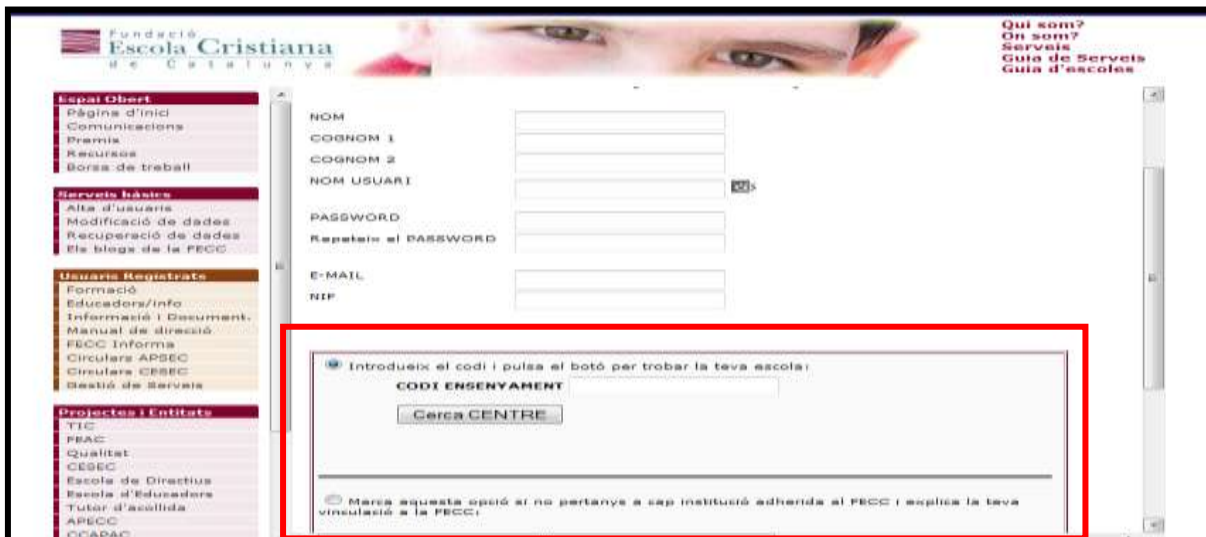 Fundació
Escola Cristiana
de Catalunya
Qui som?
On som?
Serveis
Guia de Serveis
Guia d'escoles
Espai Obert
Pàgina d'inici
Comunicacions
Premis
Recursos
Borsa de treball
Serveis bàsics
Alta d'usuaris
Modificació de dades
Recuperació de dades
Els blogs de la FECC
Usuaris Registrats
Formació
Educadors/info
Informació i Document.
Manual de direcció
FECC Informa
Circulars APSEC
Circulars CESEC
Gestió de Serveis
Projectes i Entitats
TIC
FEAC
Qualitat
CESEC
Escola de Directius
Escola d'Educadors
Tutor d'acollida
APECC
CCAPAC
NOM
COGNOM 1
COGNOM 2
NOM USUARI
PASSWORD
Repeteix el PASSWORD
E-MAIL
NIF
Introdueix el codi i pulsa el botó per trobar la teva escola:
CODI ENSENYAMENT
Cerca CENTRE
Marca aquesta opció si no pertanys a cap institució adherida al FECC i explica la teva
vinculació a la FECC: